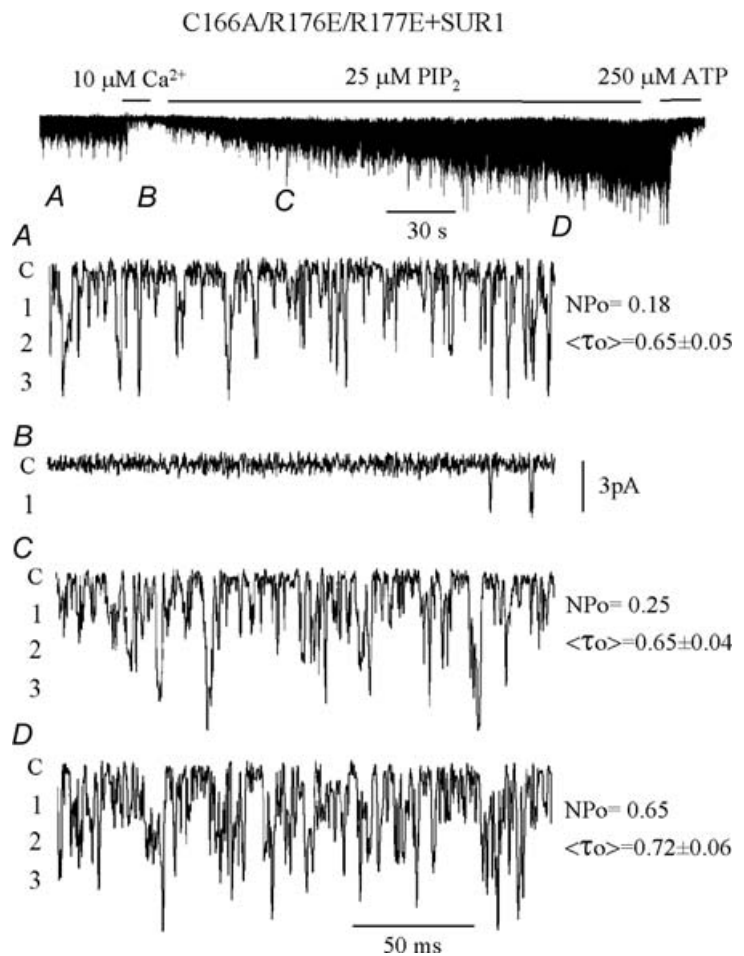 C166A/R176E/R177E+SUR1
10 μM Ca²⁺ 25 μM PIP₂ 250 μM ATP
A B C D
30 s
A
C
1
2
3
NPo= 0.18
<τo>=0.65±0.05
B
C
1
3pA
C
C
1
2
3
NPo= 0.25
<τo>=0.65±0.04
D
C
1
2
3
NPo= 0.65
<τo>=0.72±0.06
50 ms